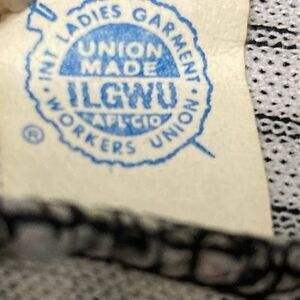 INT. LADIES GARMENT
UNION
MADE
ILGWU
AFL-CIO
WORKERS UNION
®